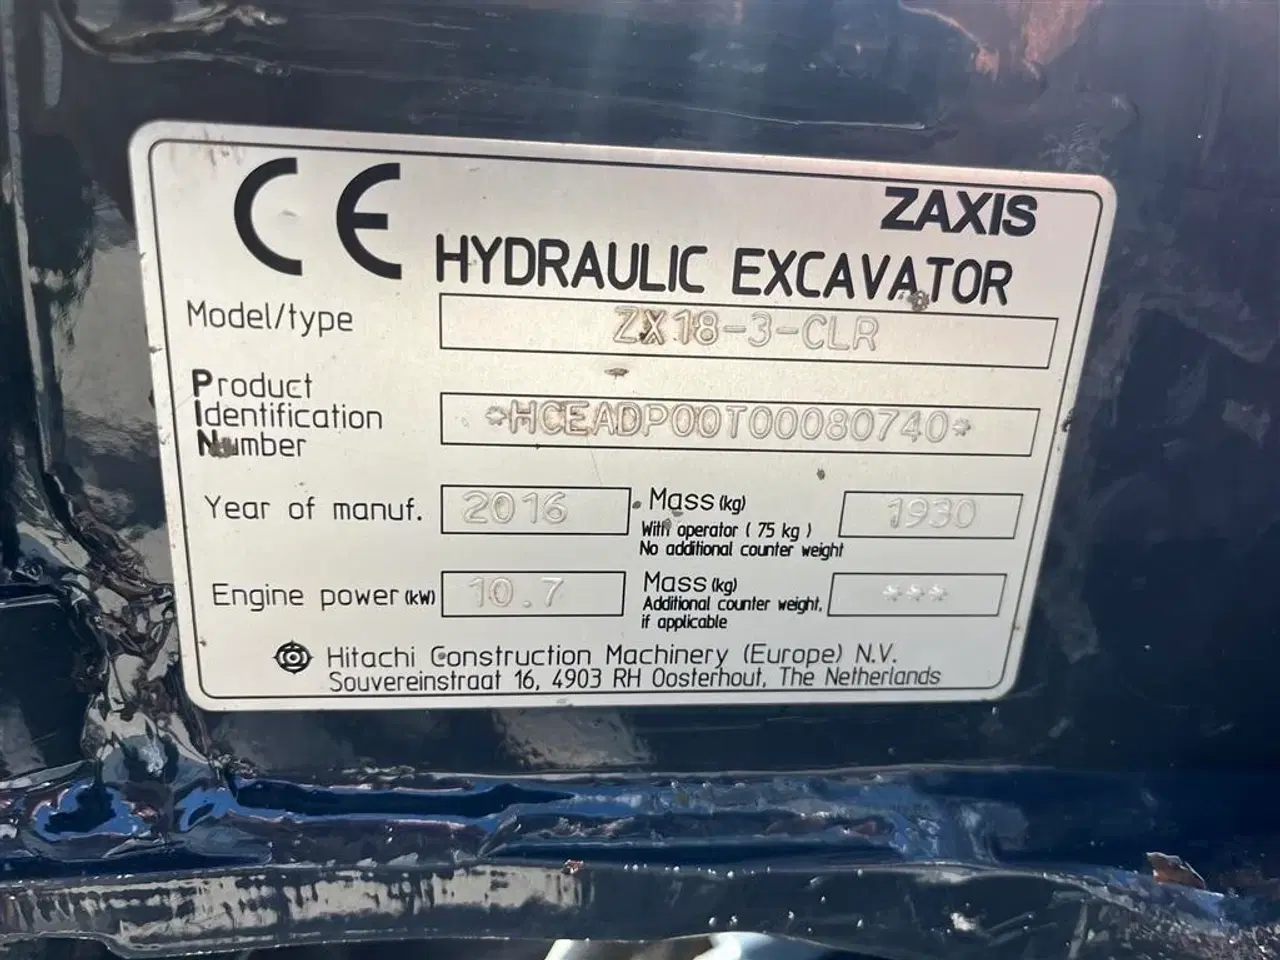 CE
ZAXIS
HYDRAULIC EXCAVATOR
Model/type ZX18-3-CLR
Product
Identification
Number
*HCEADP00T00080740*
Year of manuf. 2016
Mass (kg)
With operator ( 75 kg )
No additional counter weight
1930
Engine power (kW) 10.7
Mass (kg)
Additional counter weight,
if applicable
***
Hitachi Construction Machinery (Europe) N.V.
Souvereinstraat 16, 4903 RH Oosterhout, The Netherlands